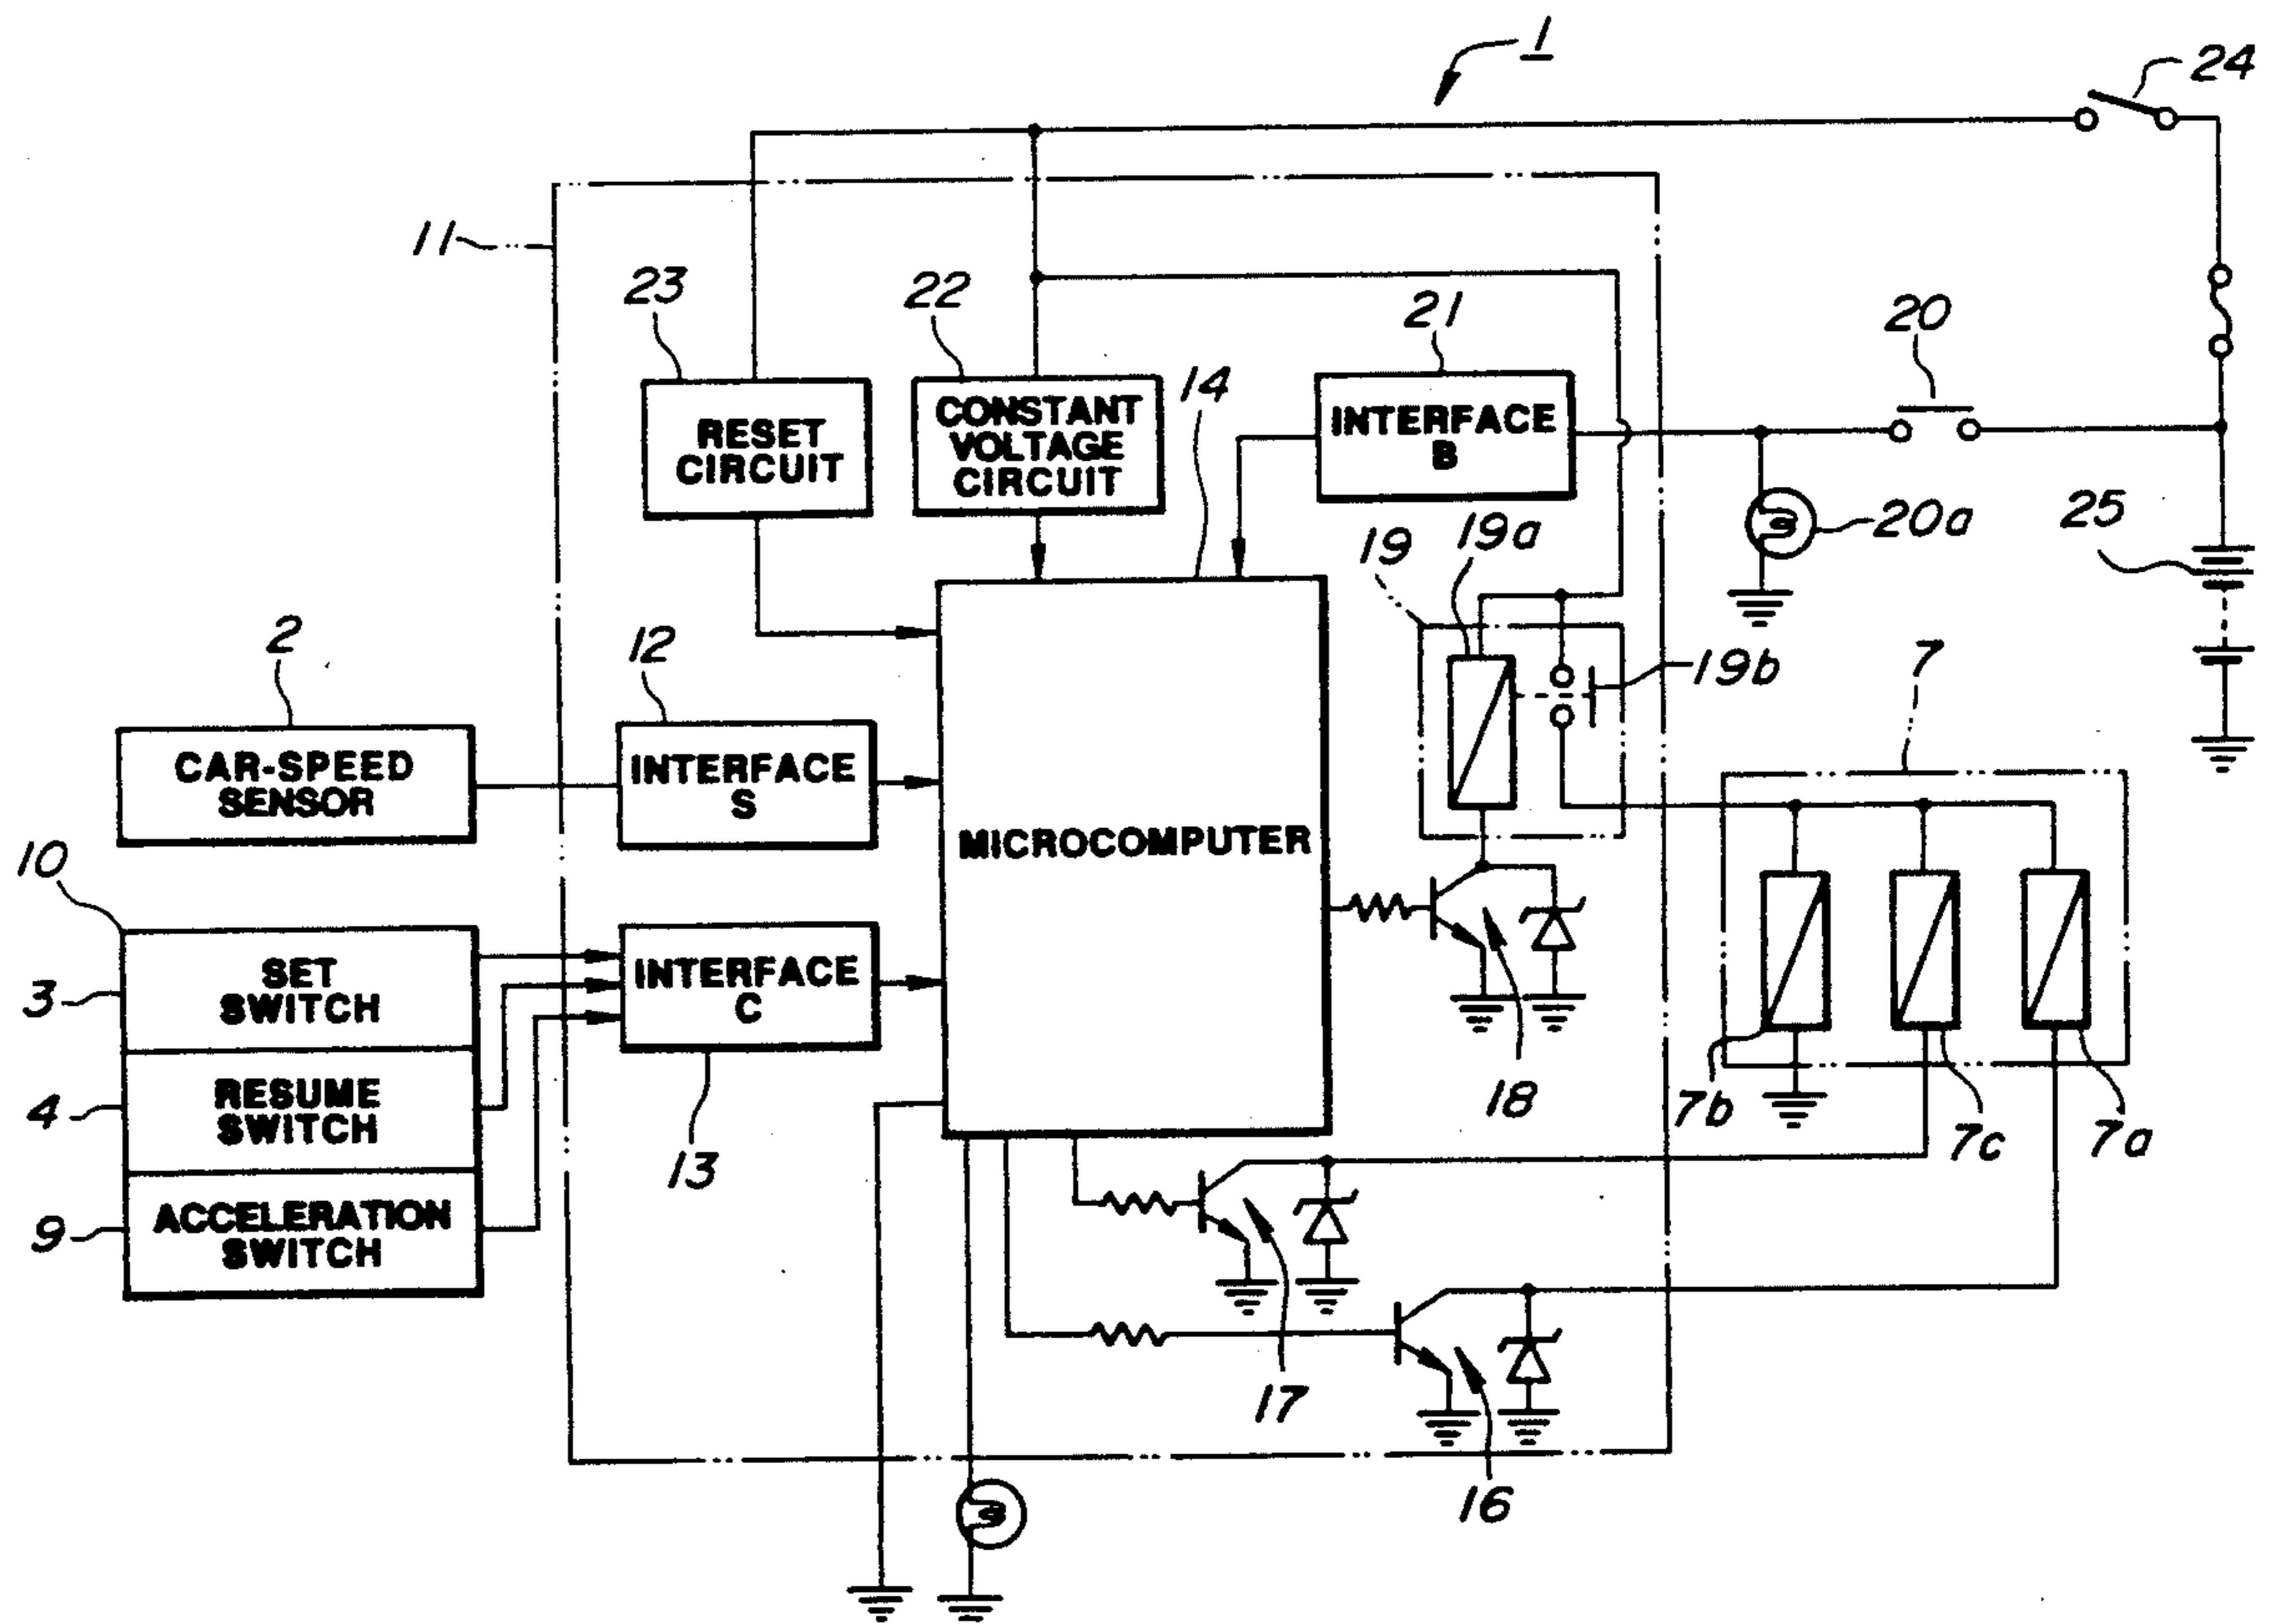 1
24
11
23
22
21
20
14
RESET
CIRCUIT
CONSTANT
VOLTAGE
CIRCUIT
INTERFACE
B
20a
25
19
19a
2
12
19b
7
CAR-SPEED
SENSOR
INTERFACE
S
MICROCOMPUTER
10
3
SET
SWITCH
INTERFACE
C
4
RESUME
SWITCH
13
18
7b
7c
7a
9
ACCELERATION
SWITCH
17
16